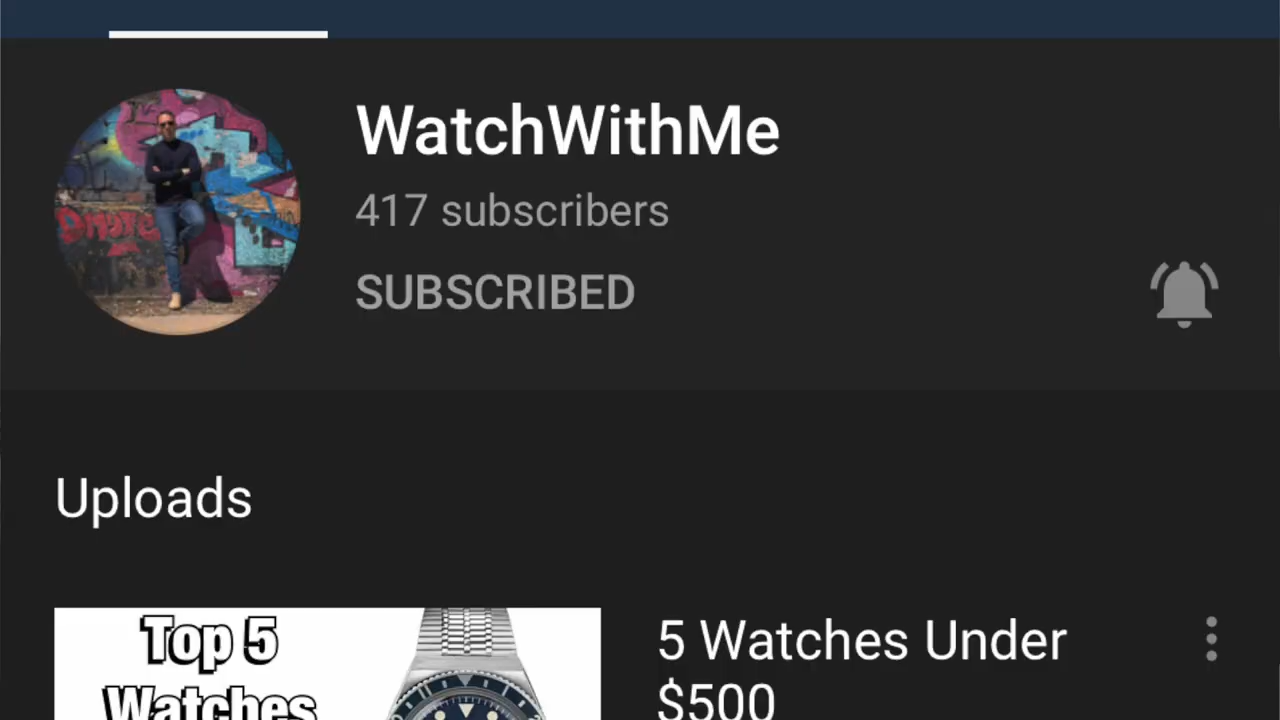 WatchWithMe
417 subscribers
SUBSCRIBED
Uploads
Top 5
Watches
5 Watches Under
$500